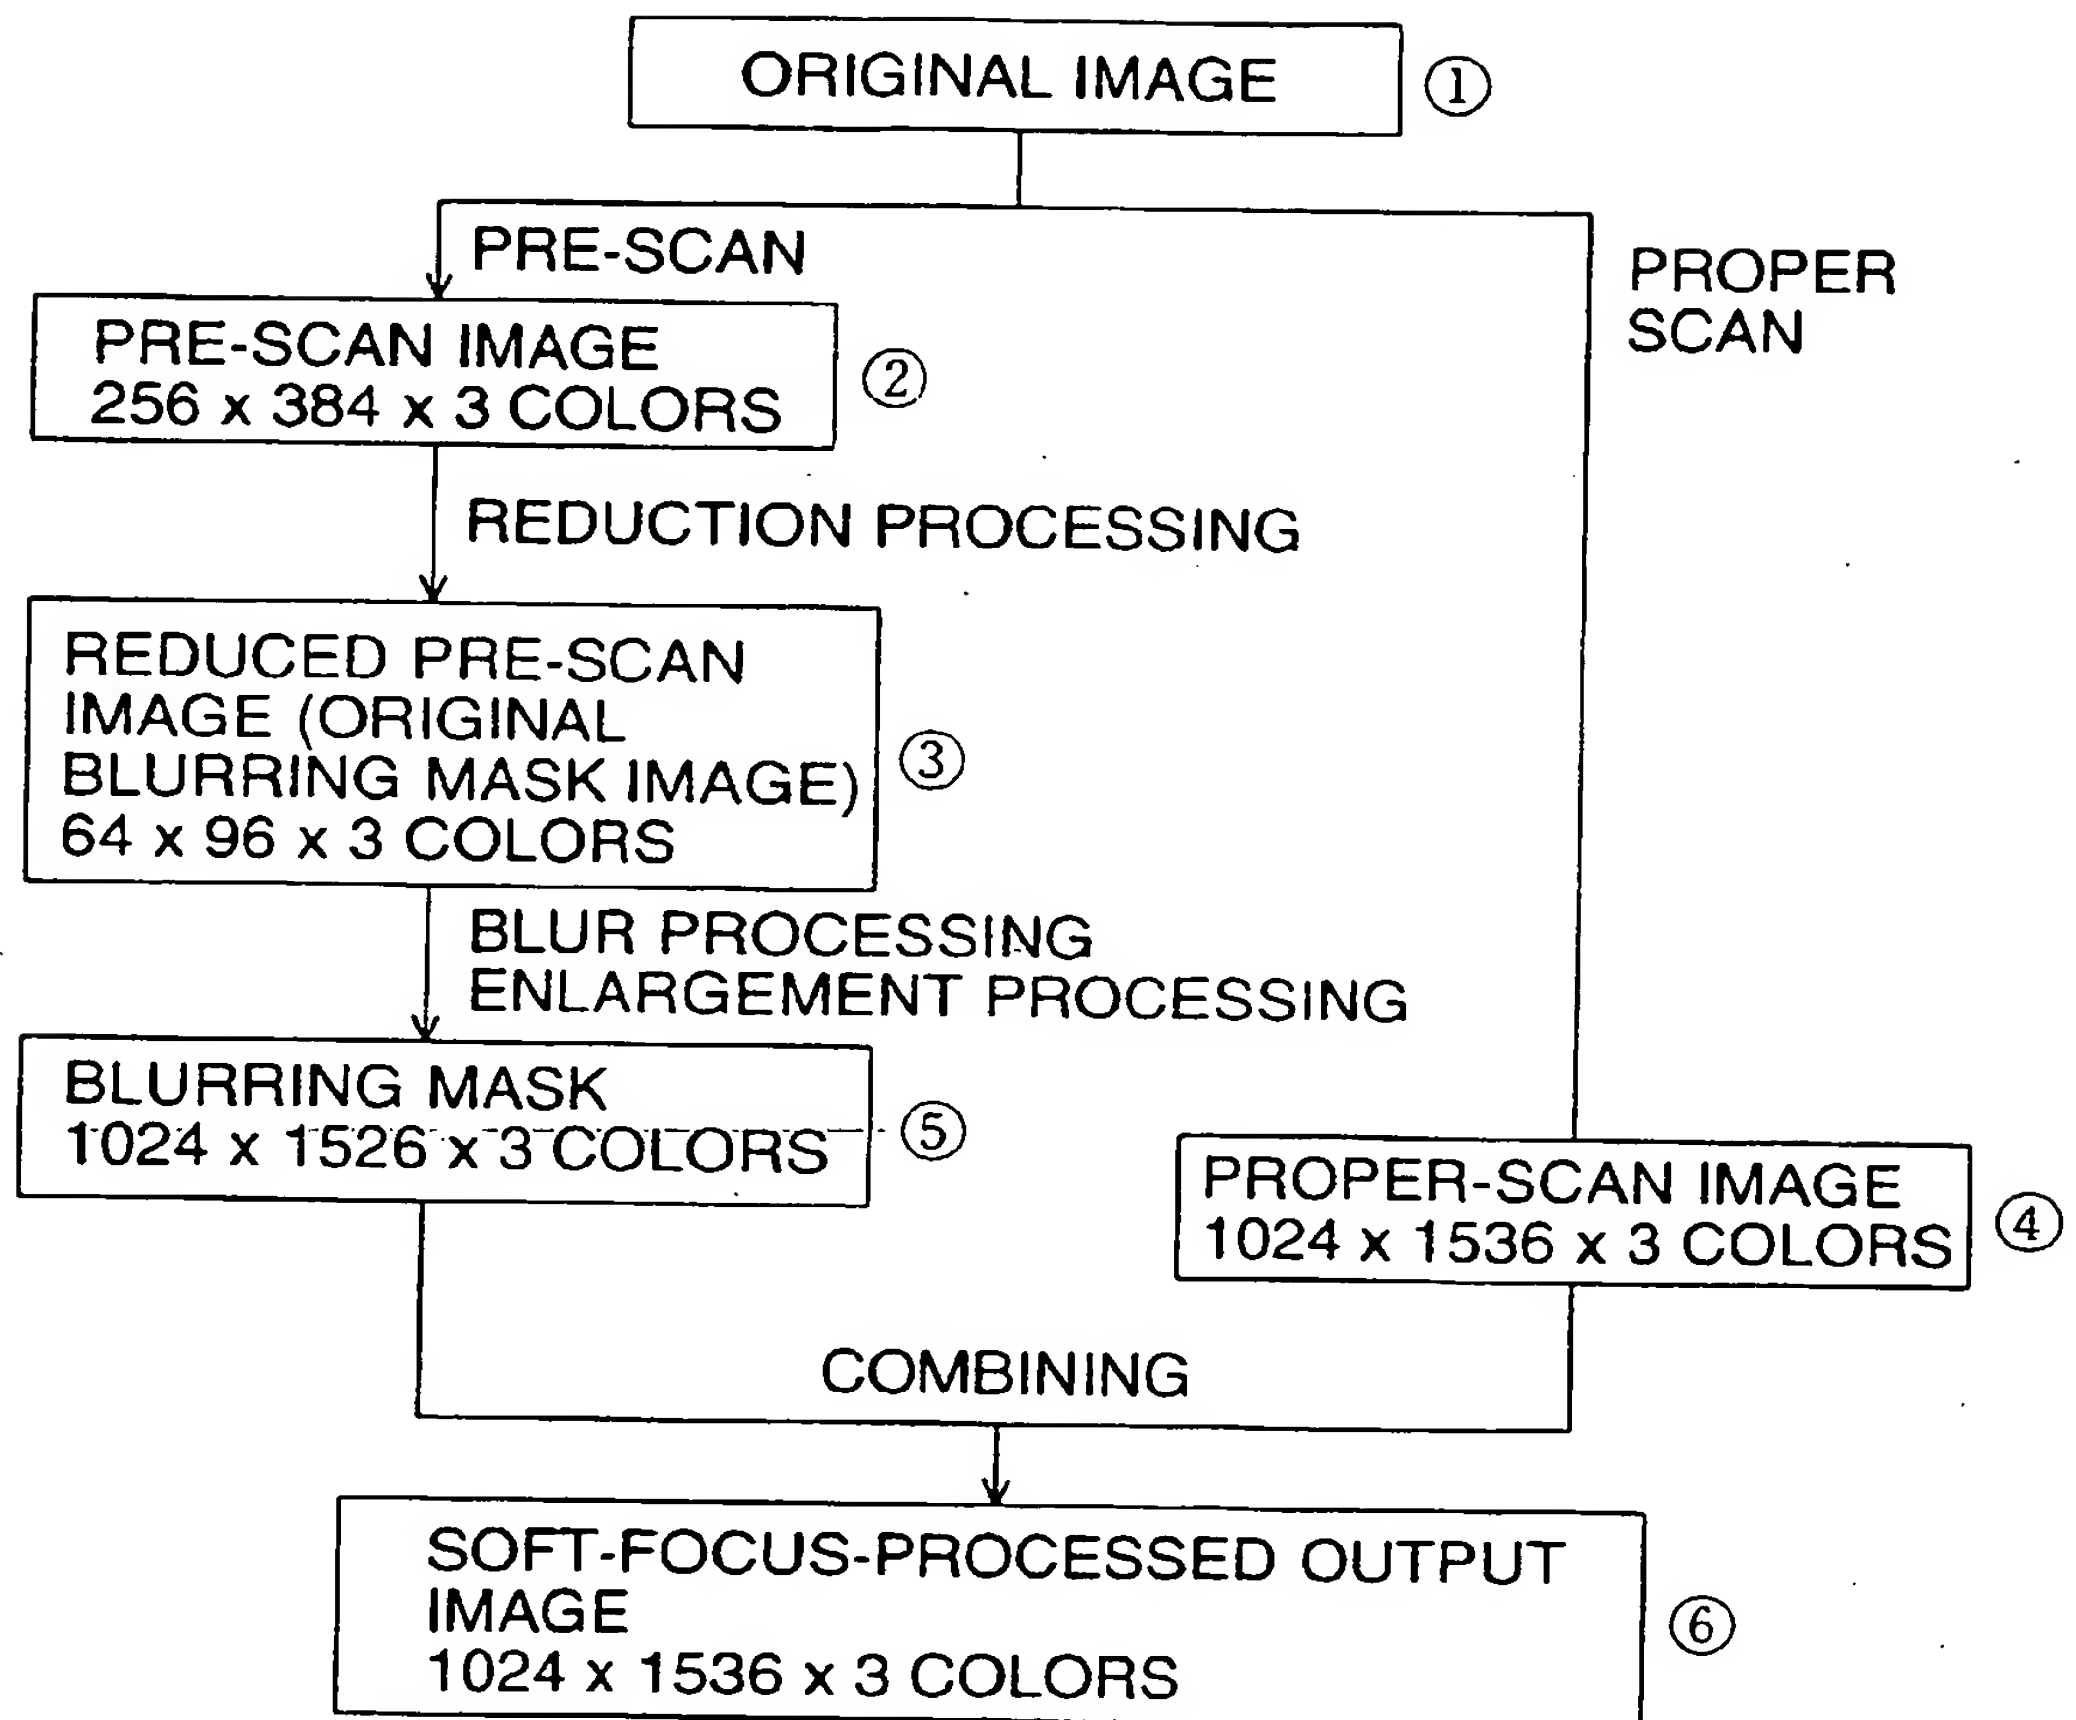 ORIGINAL IMAGE ①
PRE-SCAN
PROPER
SCAN
PRE-SCAN IMAGE
256 x 384 x 3 COLORS
②
REDUCTION PROCESSING
REDUCED PRE-SCAN
IMAGE (ORIGINAL
BLURRING MASK IMAGE)
64 x 96 x 3 COLORS
③
BLUR PROCESSING
ENLARGEMENT PROCESSING
BLURRING MASK
1024 x 1526 x 3 COLORS
⑤
PROPER-SCAN IMAGE
1024 x 1536 x 3 COLORS
④
COMBINING
SOFT-FOCUS-PROCESSED OUTPUT
IMAGE
1024 x 1536 x 3 COLORS
⑥